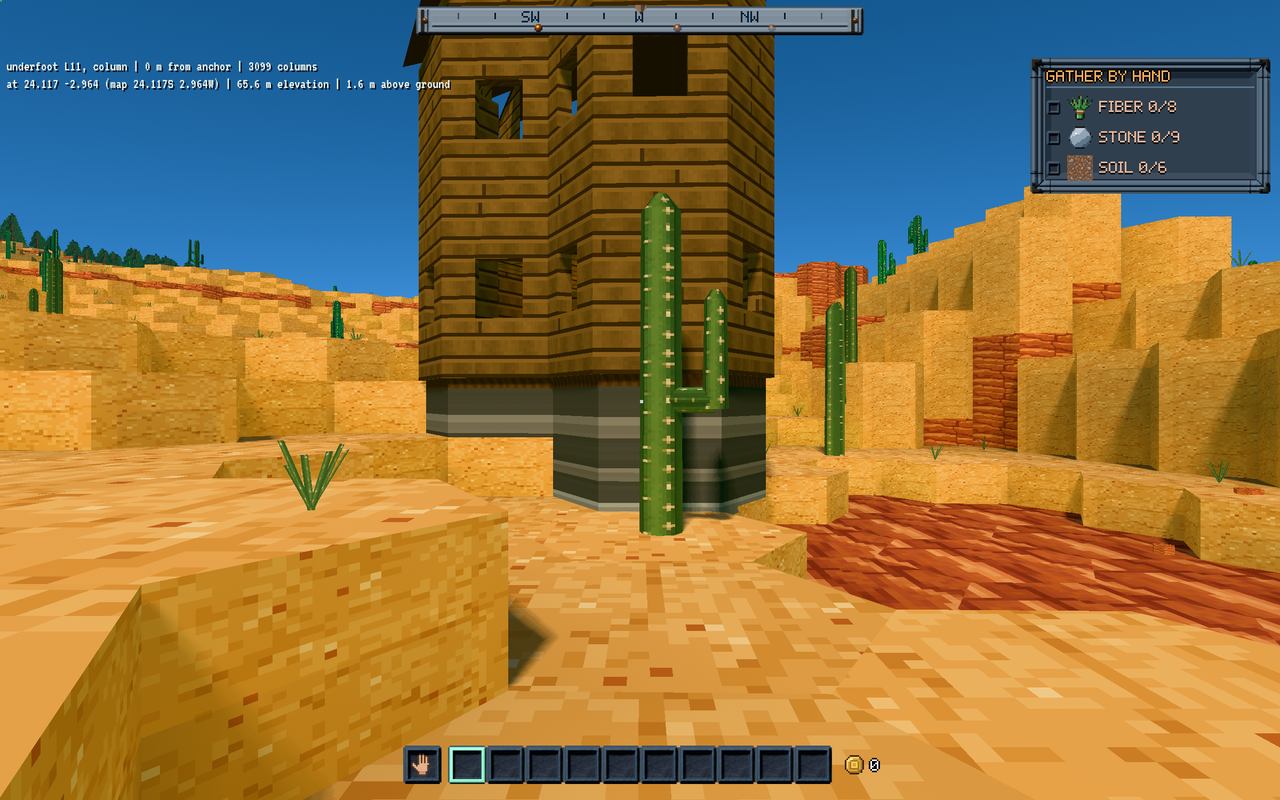 SW W NW
underfoot L11, column | 0 m from anchor | 3099 columns
at 24.117 -2.964 (map 24.117S 2.964W) | 65.6 m elevation | 1.6 m above ground
GATHER BY HAND
FIBER 0/8
STONE 0/9
SOIL 0/6
0